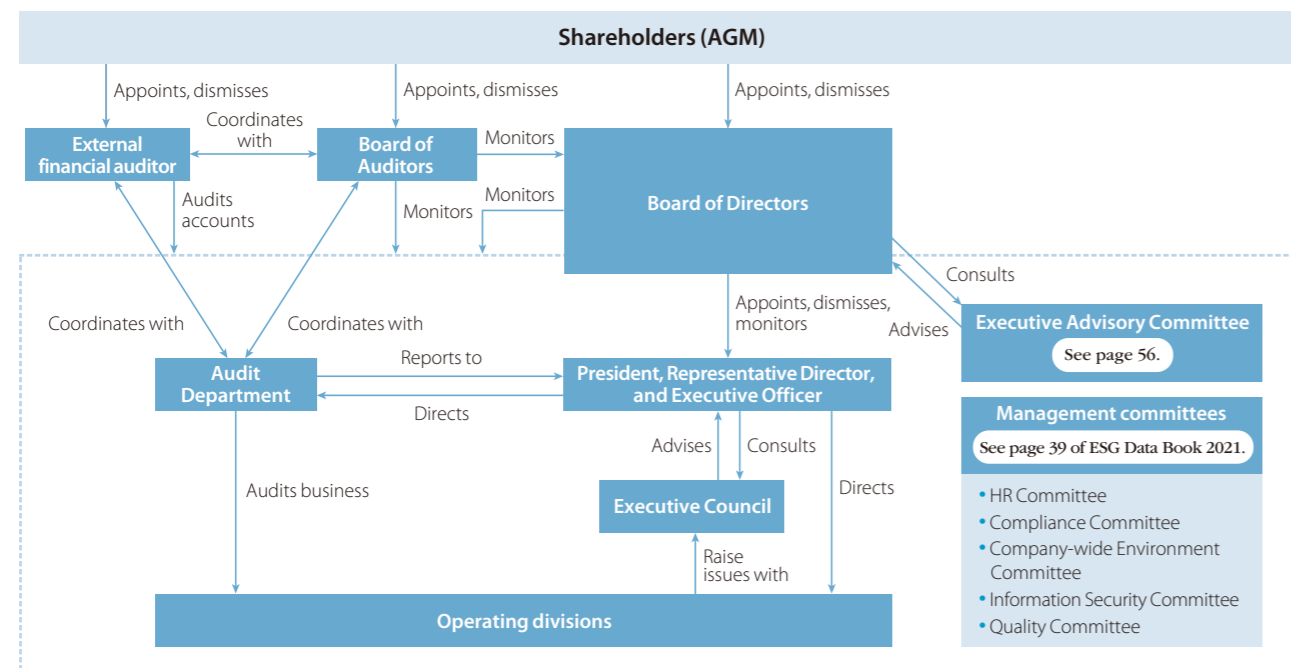 Shareholders (AGM)
Appoints, dismisses
Appoints, dismisses
Appoints, dismisses
External
financial auditor
Coordinates
with
Board of
Auditors
Monitors
Board of Directors
Audits
accounts
Monitors
Monitors
Consults
Advises
Executive Advisory Committee
See page 56.
Coordinates with
Coordinates with
Appoints, dismisses,
monitors
Audit
Department
Reports to
Directs
President, Representative Director,
and Executive Officer
Management committees
See page 39 of ESG Data Book 2021.
• HR Committee
• Compliance Committee
• Company-wide Environment
Committee
• Information Security Committee
• Quality Committee
Advises
Consults
Directs
Audits business
Executive Council
Raise
issues with
Operating divisions